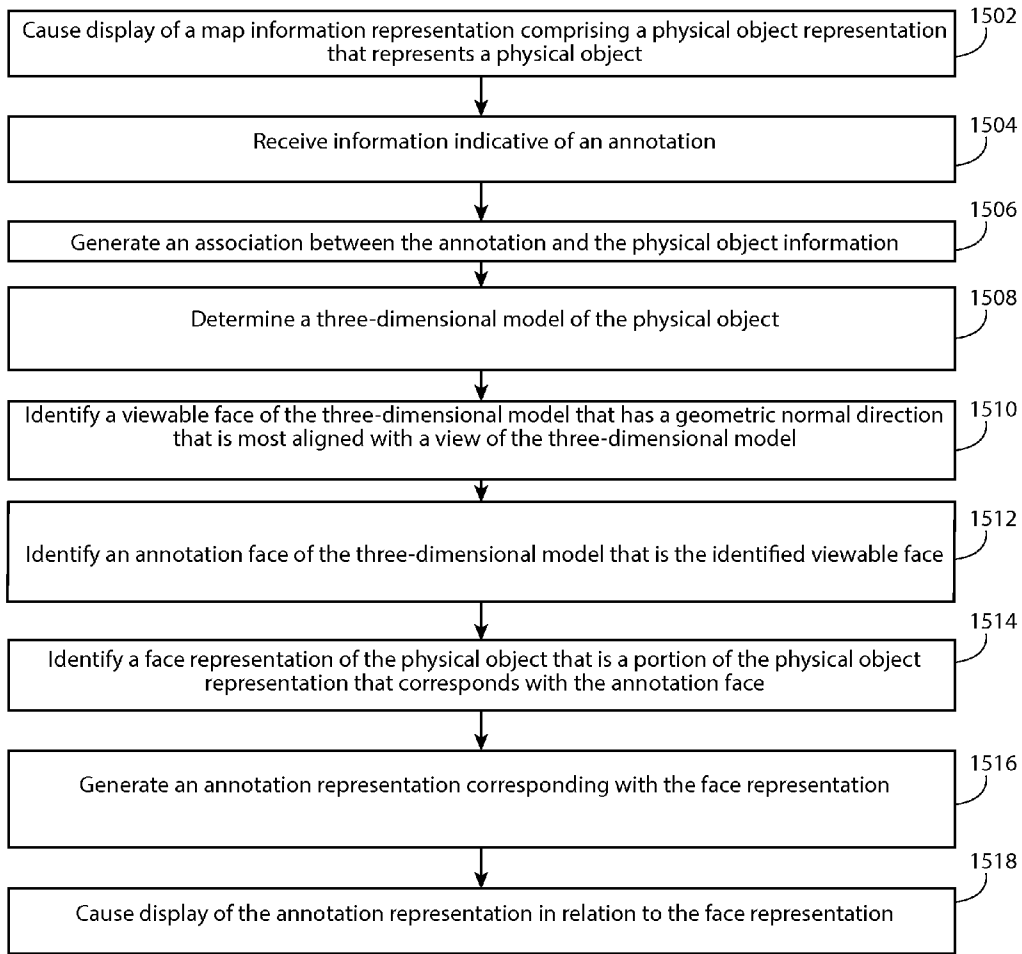 1502
Cause display of a map information representation comprising a physical object representation
that represents a physical object
1504
Receive information indicative of an annotation
1506
Generate an association between the annotation and the physical object information
1508
Determine a three-dimensional model of the physical object
1510
Identify a viewable face of the three-dimensional model that has a geometric normal direction
that is most aligned with a view of the three-dimensional model
1512
Identify an annotation face of the three-dimensional model that is the identified viewable face
1514
Identify a face representation of the physical object that is a portion of the physical object
representation that corresponds with the annotation face
1516
Generate an annotation representation corresponding with the face representation
1518
Cause display of the annotation representation in relation to the face representation